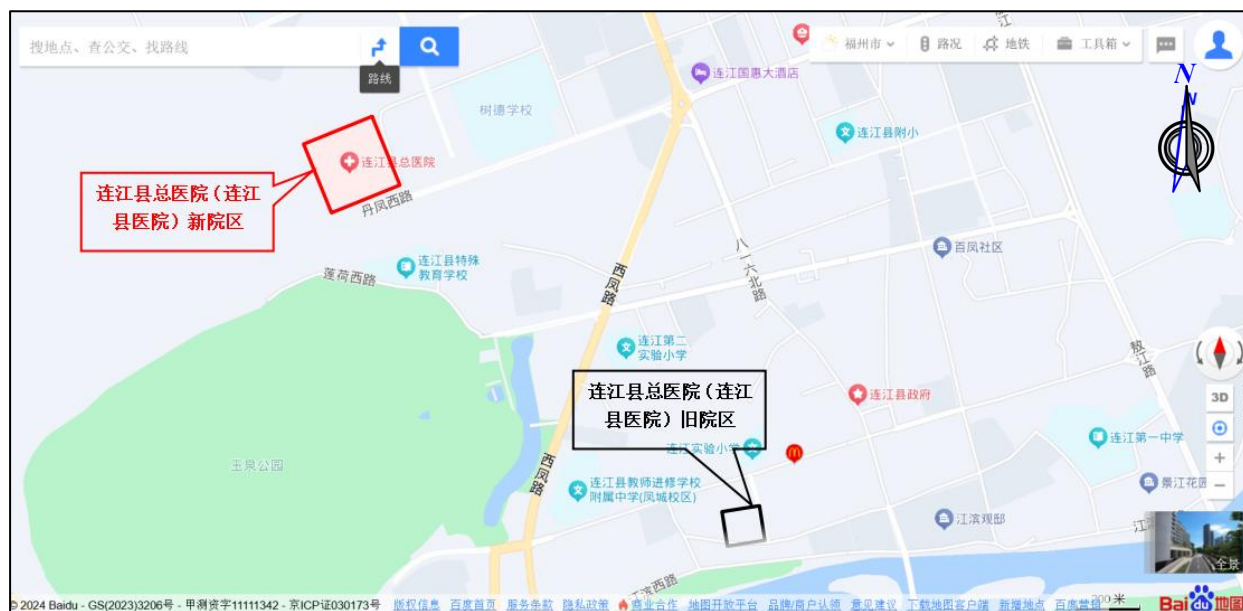 搜地点、查公交、找路线
路线
福州市
路况
地铁
工具箱
N
N
连江国惠大酒店
树德学校
连江县附小
连江县总医院
连江县总医院（连江
县医院）新院区
丹凤西路
八一六北路
百凤社区
连江县特殊
教育学校
莲荷西路
西凤路
连江第二
实验小学
敖江路
连江县总医院（连江
县医院）旧院区
连江县政府
3D
连江实验小学
连江第一中学
玉泉公园
西凤路
连江县教师进修学校
附属中学(凤城校区)
景江花园
江滨观邸
全景
江滨西路
200 米
© 2024 Baidu - GS(2023)3206号 - 甲测资字11111342 - 京ICP证030173号 版权信息 百度首页 服务条款 隐私政策 商业合作 地图开放平台 品牌/商户认领 意见建议 下载地图客户端 新增地点 百度营
Bai du 地图